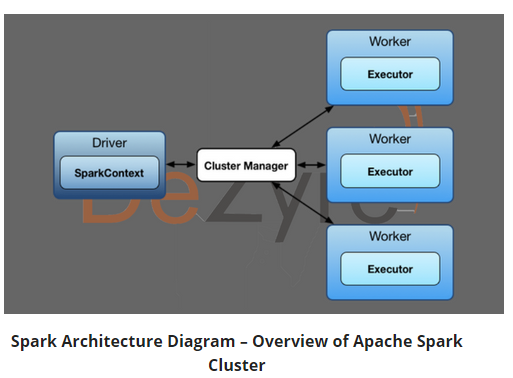 Worker
Executor
Driver
SparkContext
Cluster Manager
Worker
Executor
Worker
Executor
DeZyre
Spark Architecture Diagram – Overview of Apache Spark
Cluster